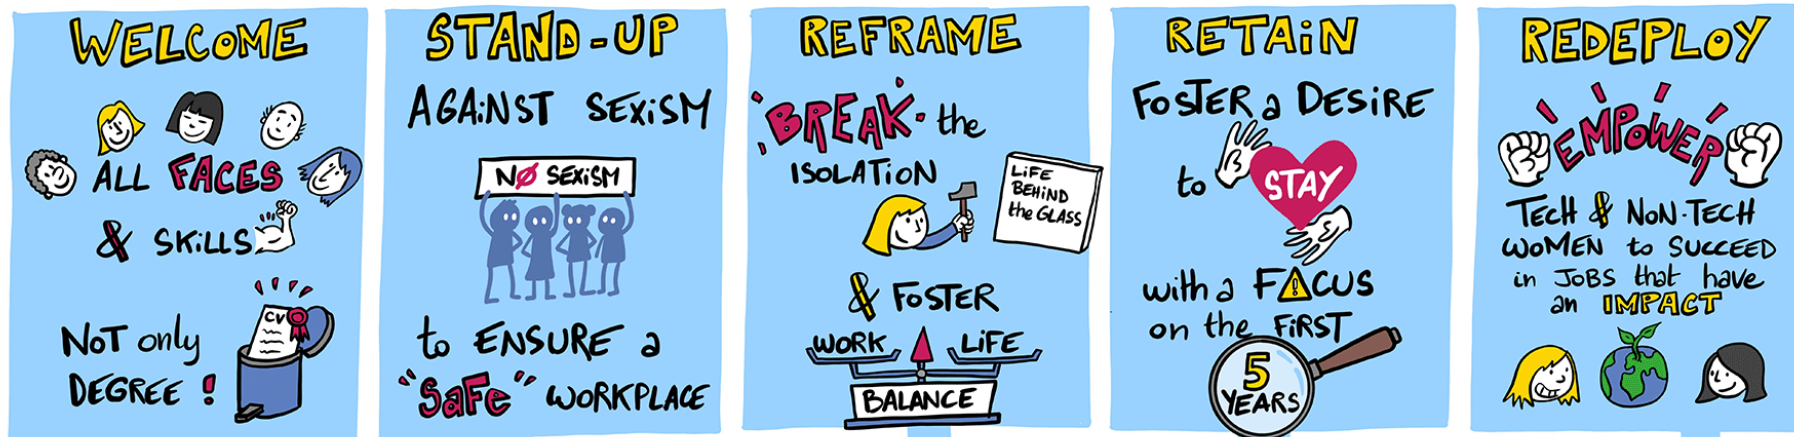 WELCOME
ALL FACES
& SKiLLS
CV
NOT only
DEGREE !
STAND-UP
AGAiNST SEXiSM
NO SEXiSM
to ENSURE a
"SaFe" WORKPLACE
REFRAME
BREAK the
ISOLATiON
LiFE
BEHiND
the GLASS
& FOSTER
WORK LiFE
BALANCE
RETAiN
FOSTER a DESiRE
to STAY
with a FOCUS
on the FiRST
5
YEARS
REDEPLOY
EMPOWER
TECH & NON-TECH
WOMEN to SUCCEED
in JOBS that have
an IMPACT